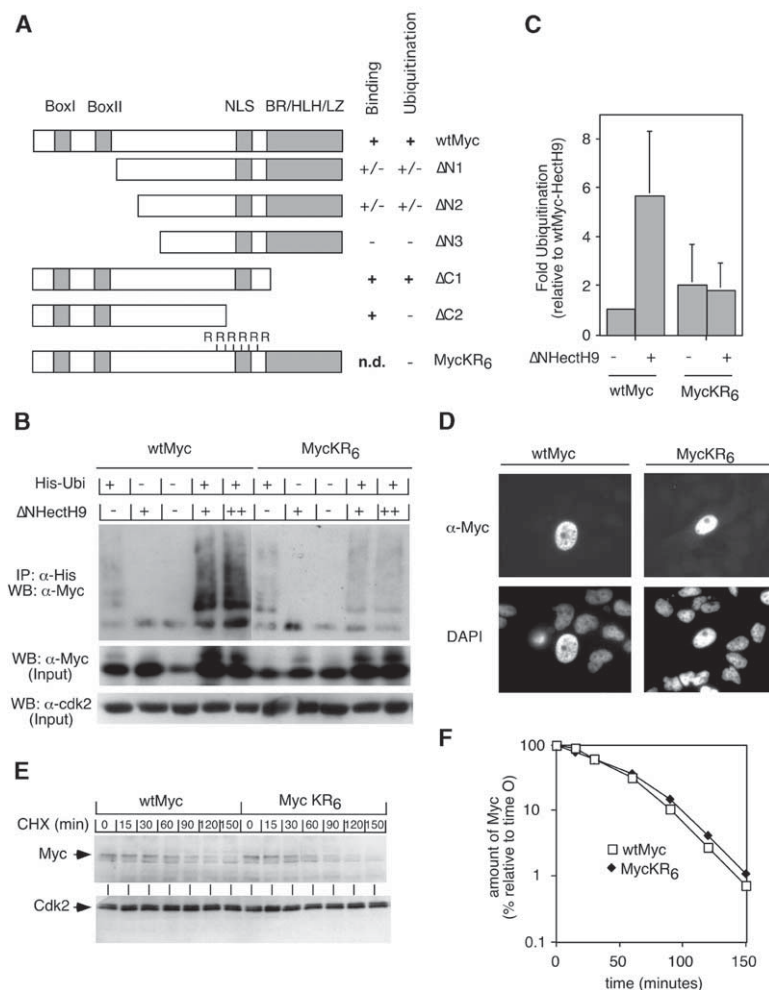 A
BoxI BoxII NLS BR/HLH/LZ Binding Ubiquitination
+ + wtMyc
+/- +/- ΔN1
+/- +/- ΔN2
- - ΔN3
+ + ΔC1
+ - ΔC2
R R R R R R
n.d. - MycKR6
B
wtMyc MycKR6
His-Ubi + - - + + + - - + +
ΔNHectH9 - + - + ++ - + - + ++
IP: α-His
WB: α-Myc
WB: α-Myc
(Input)
WB: α-cdk2
(Input)
C
Fold Ubiquitination
(relative to wtMyc-HectH9)
8
6
4
2
0
ΔNHectH9 - + - +
wtMyc MycKR6
D
wtMyc MycKR6
α-Myc
DAPI
E
wtMyc Myc KR6
CHX (min) 0 15 30 60 90 120 150 0 15 30 60 90 120 150
Myc
Cdk2
F
amount of Myc
(% relative to time O)
100
10
1
0.1
wtMyc
MycKR6
0 50 100 150
time (minutes)